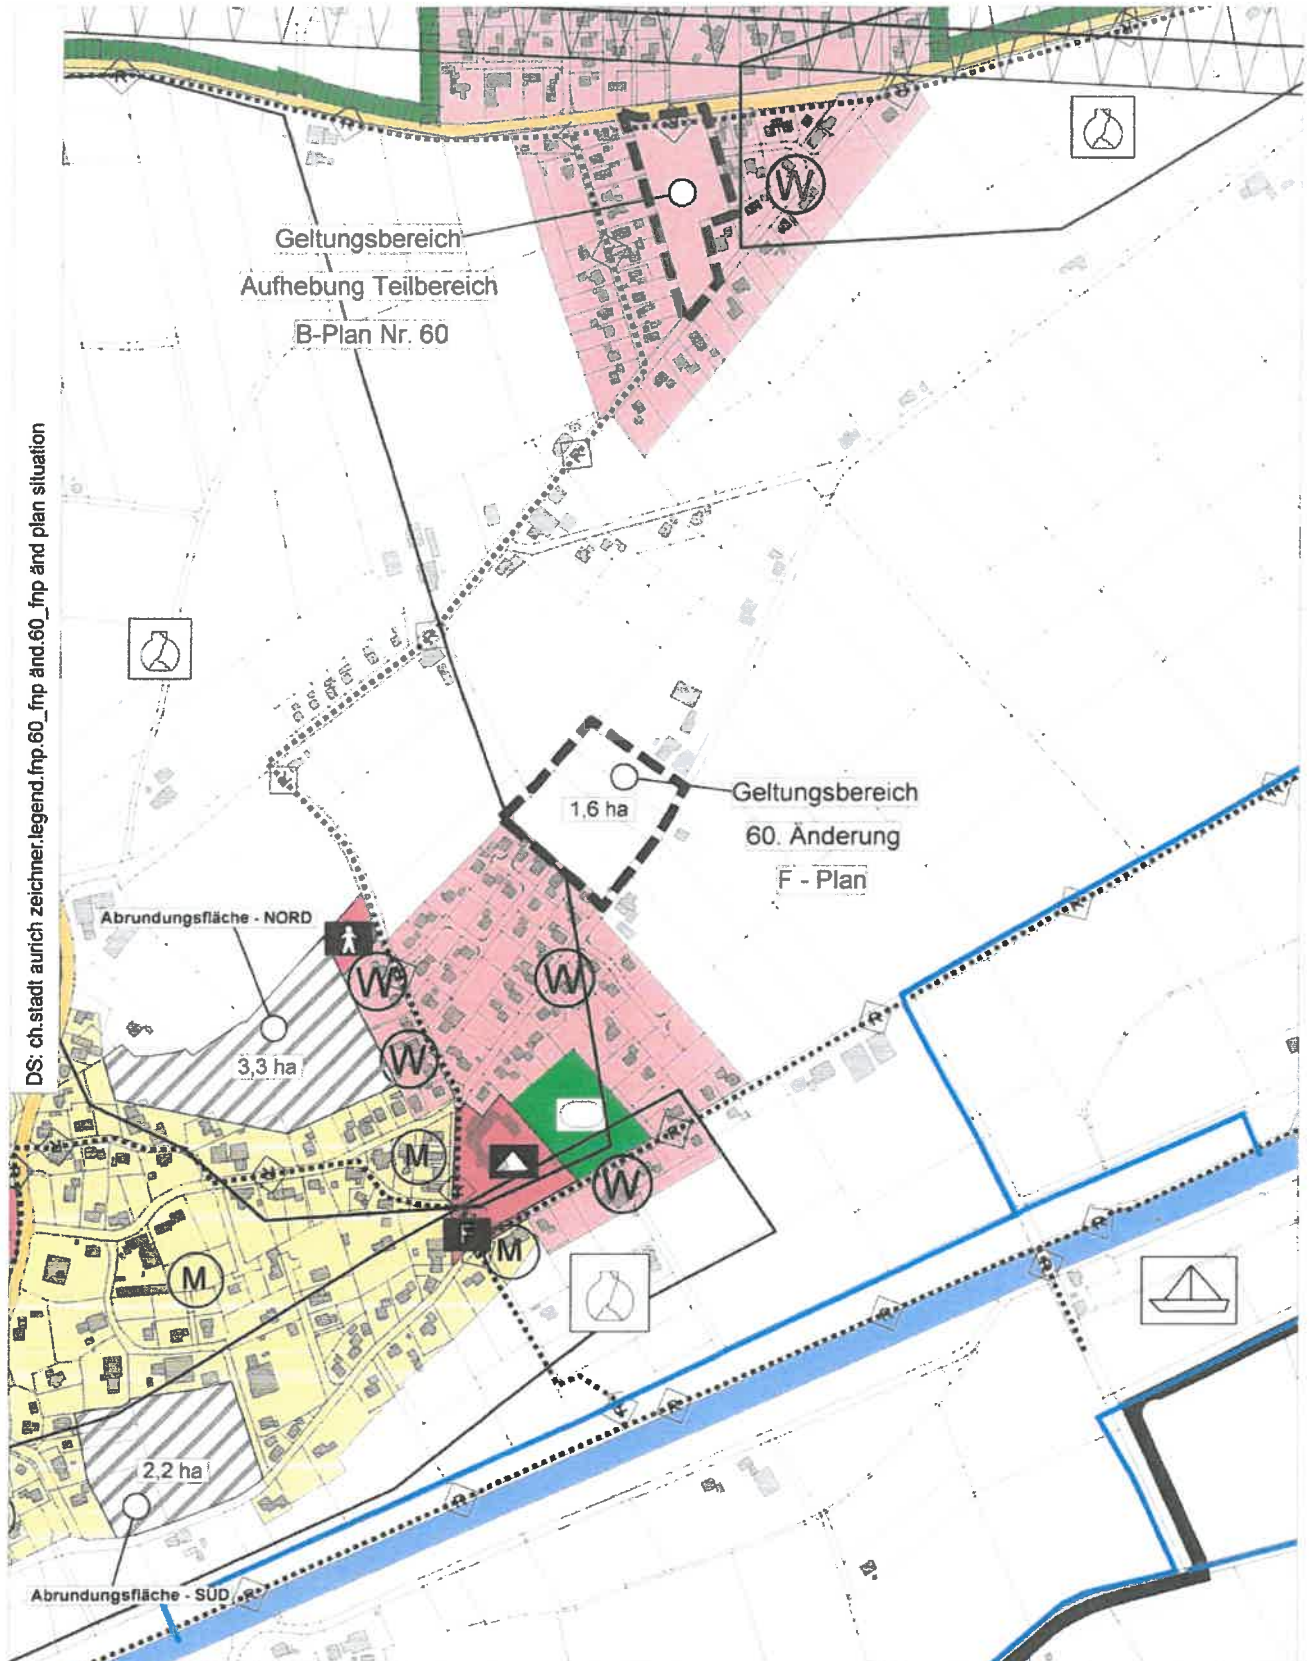 R
R
R
R
W
Geltungsbereich
Aufhebung Teilbereich
B-Plan Nr. 60
R
R
DS: ch.stadt aurich zeichner.legend.fnp.60_fnp änd.60_fnp änd plan situation
1,6 ha
Geltungsbereich
60. Änderung
F - Plan
R
R
Abrundungsfläche - NORD
W
W
R
3,3 ha
W
R
R
R
M
W
F
M
M
R
R
R
R
R
2,2 ha
R
Abrundungsfläche - SÜD
R